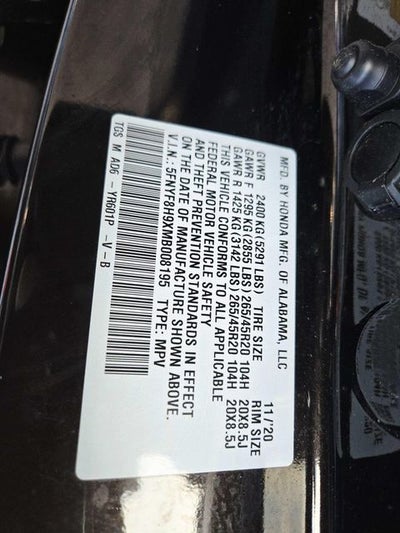 MFD. BY HONDA MFG. OF ALABAMA, LLC 11/'20
GVWR 2400 KG (5291 LBS) TIRE SIZE RIM SIZE
GAWR F 1295 KG (2855 LBS) 265/45R20 104H 20X8.5J
GAWR R 1425 KG (3142 LBS) 265/45R20 104H 20X8.5J
THIS VEHICLE CONFORMS TO ALL APPLICABLE
FEDERAL MOTOR VEHICLE SAFETY
AND THEFT PREVENTION STANDARDS IN EFFECT
ON THE DATE OF MANUFACTURE SHOWN ABOVE.
V.I.N.: 5FNYF8H9XMB008195 TYPE: MPV
TGS M AD6 -YR601P -V-B